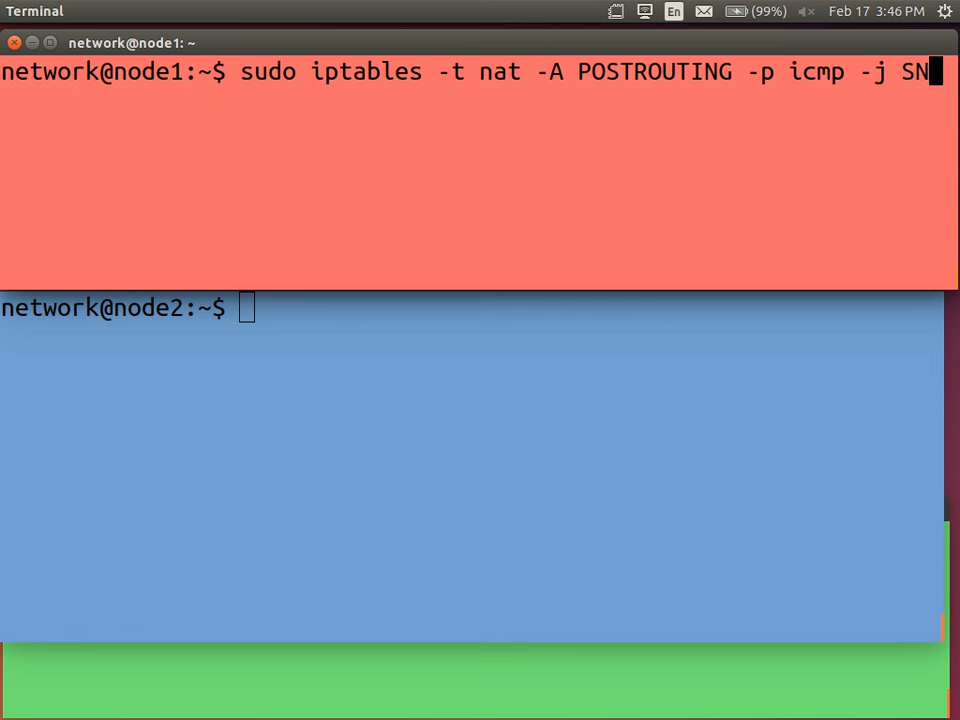 Terminal
En
(99%)
Feb 17 3:46 PM
network@node1: ~
network@node1:~$ sudo iptables -t nat -A POSTROUTING -p icmp -j SN
network@node2:~$